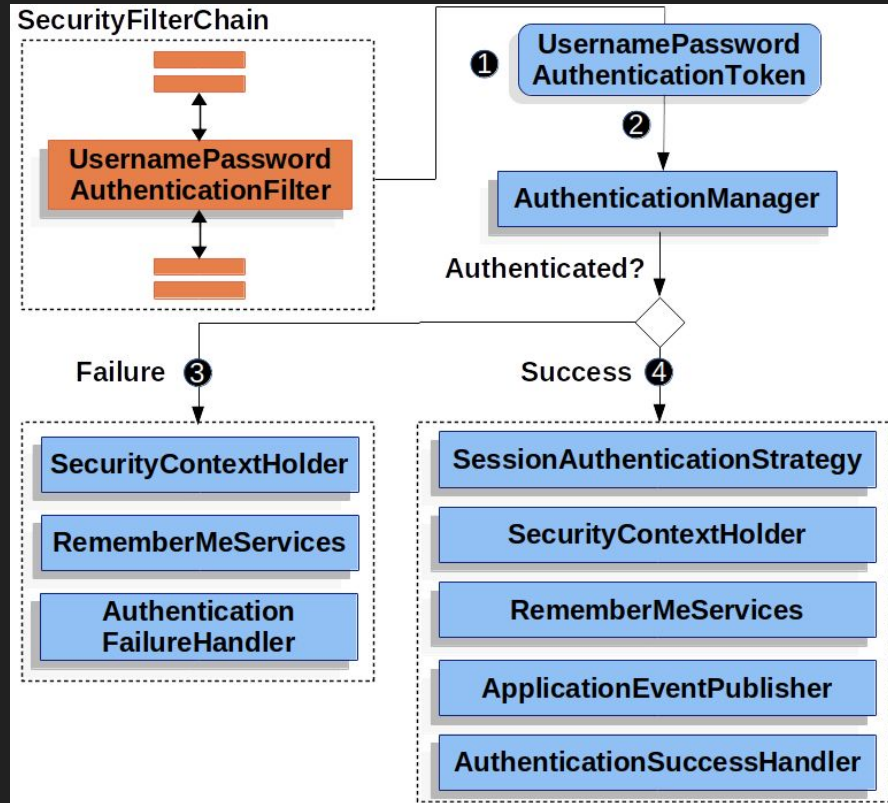 SecurityFilterChain
UsernamePassword
AuthenticationFilter
1
UsernamePassword
AuthenticationToken
2
AuthenticationManager
Authenticated?
Failure 3
SecurityContextHolder
RememberMeServices
Authentication
FailureHandler
Success 4
SessionAuthenticationStrategy
SecurityContextHolder
RememberMeServices
ApplicationEventPublisher
AuthenticationSuccessHandler